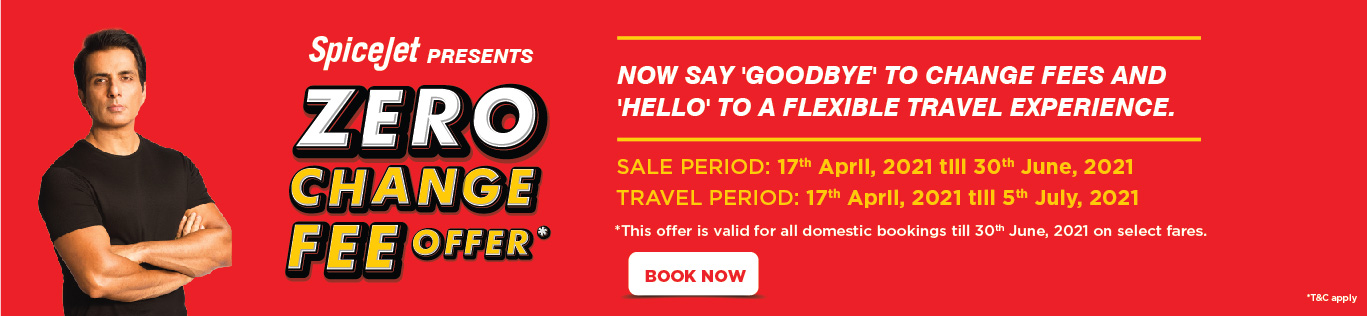 SpiceJet PRESENTS
ZERO
CHANGE
FEE OFFER*
NOW SAY 'GOODBYE' TO CHANGE FEES AND
'HELLO' TO A FLEXIBLE TRAVEL EXPERIENCE.
SALE PERIOD: 17th April, 2021 till 30th June, 2021
TRAVEL PERIOD: 17th April, 2021 till 5th July, 2021
*This offer is valid for all domestic bookings till 30th June, 2021 on select fares.
BOOK NOW
*T&C apply